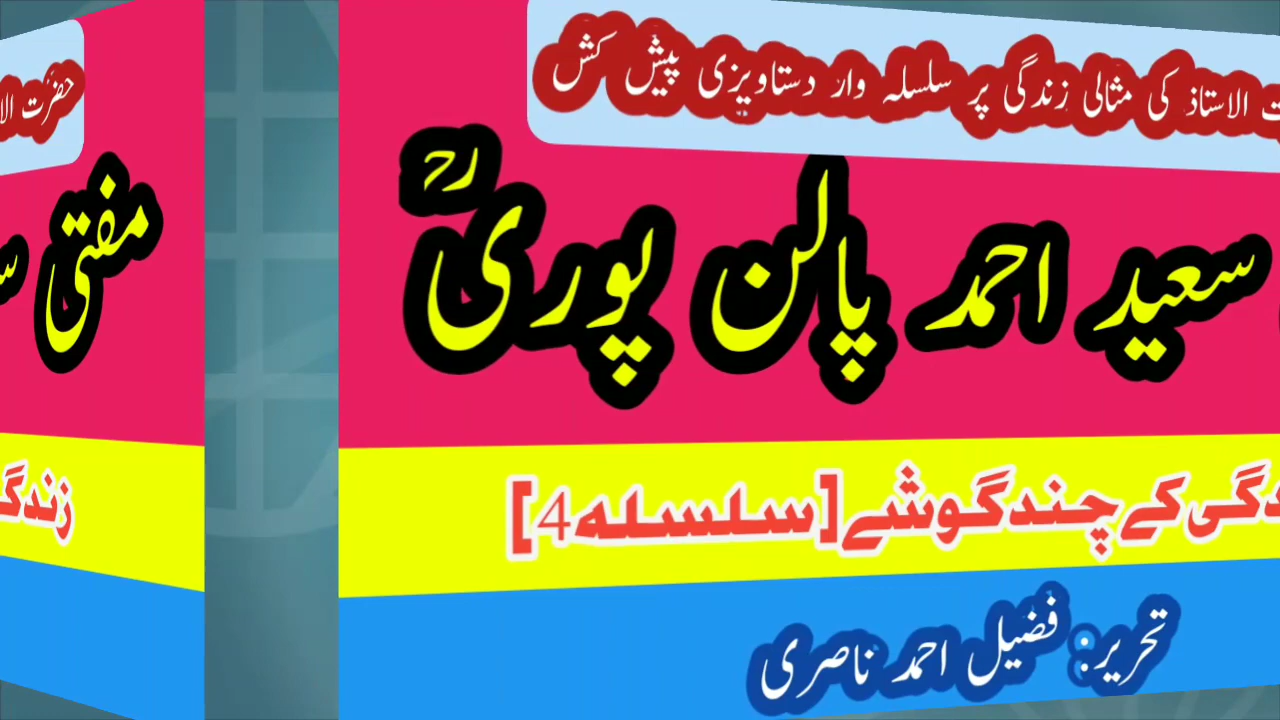 حضرت الا
ت الاستاذ کی مثالی زندگی پر سلسلہ وار دستاویزی پیش کش
مفتی س
سعید احمد پالن پوریؒ
زندگ
دگی کے چند گوشے [سلسلہ 4]
تحریر: فضیل احمد ناصری